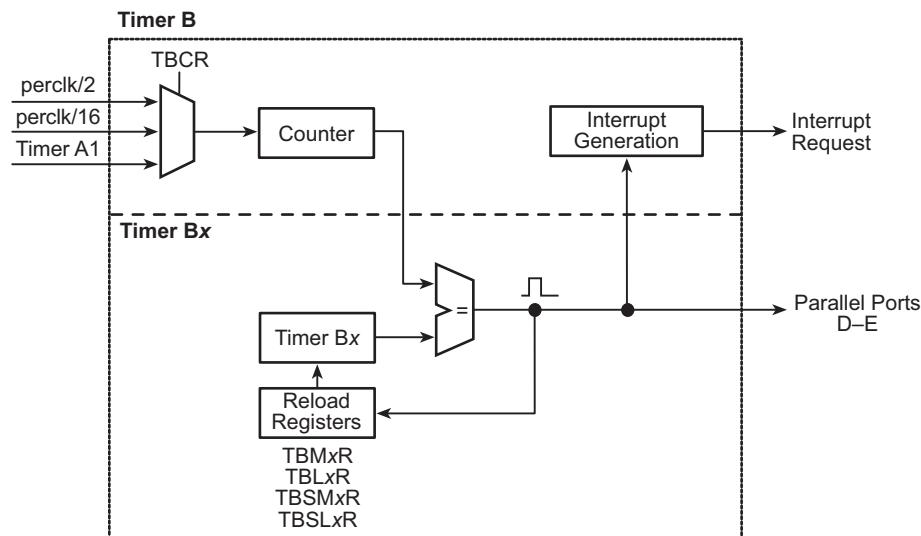 Timer B
TBCR
perclk/2
perclk/16
Timer A1
Counter
Interrupt
Generation
Interrupt
Request
Timer Bx
=
Parallel Ports
D–E
Timer Bx
Reload
Registers
TBMxR
TBLxR
TBSMxR
TBSLxR